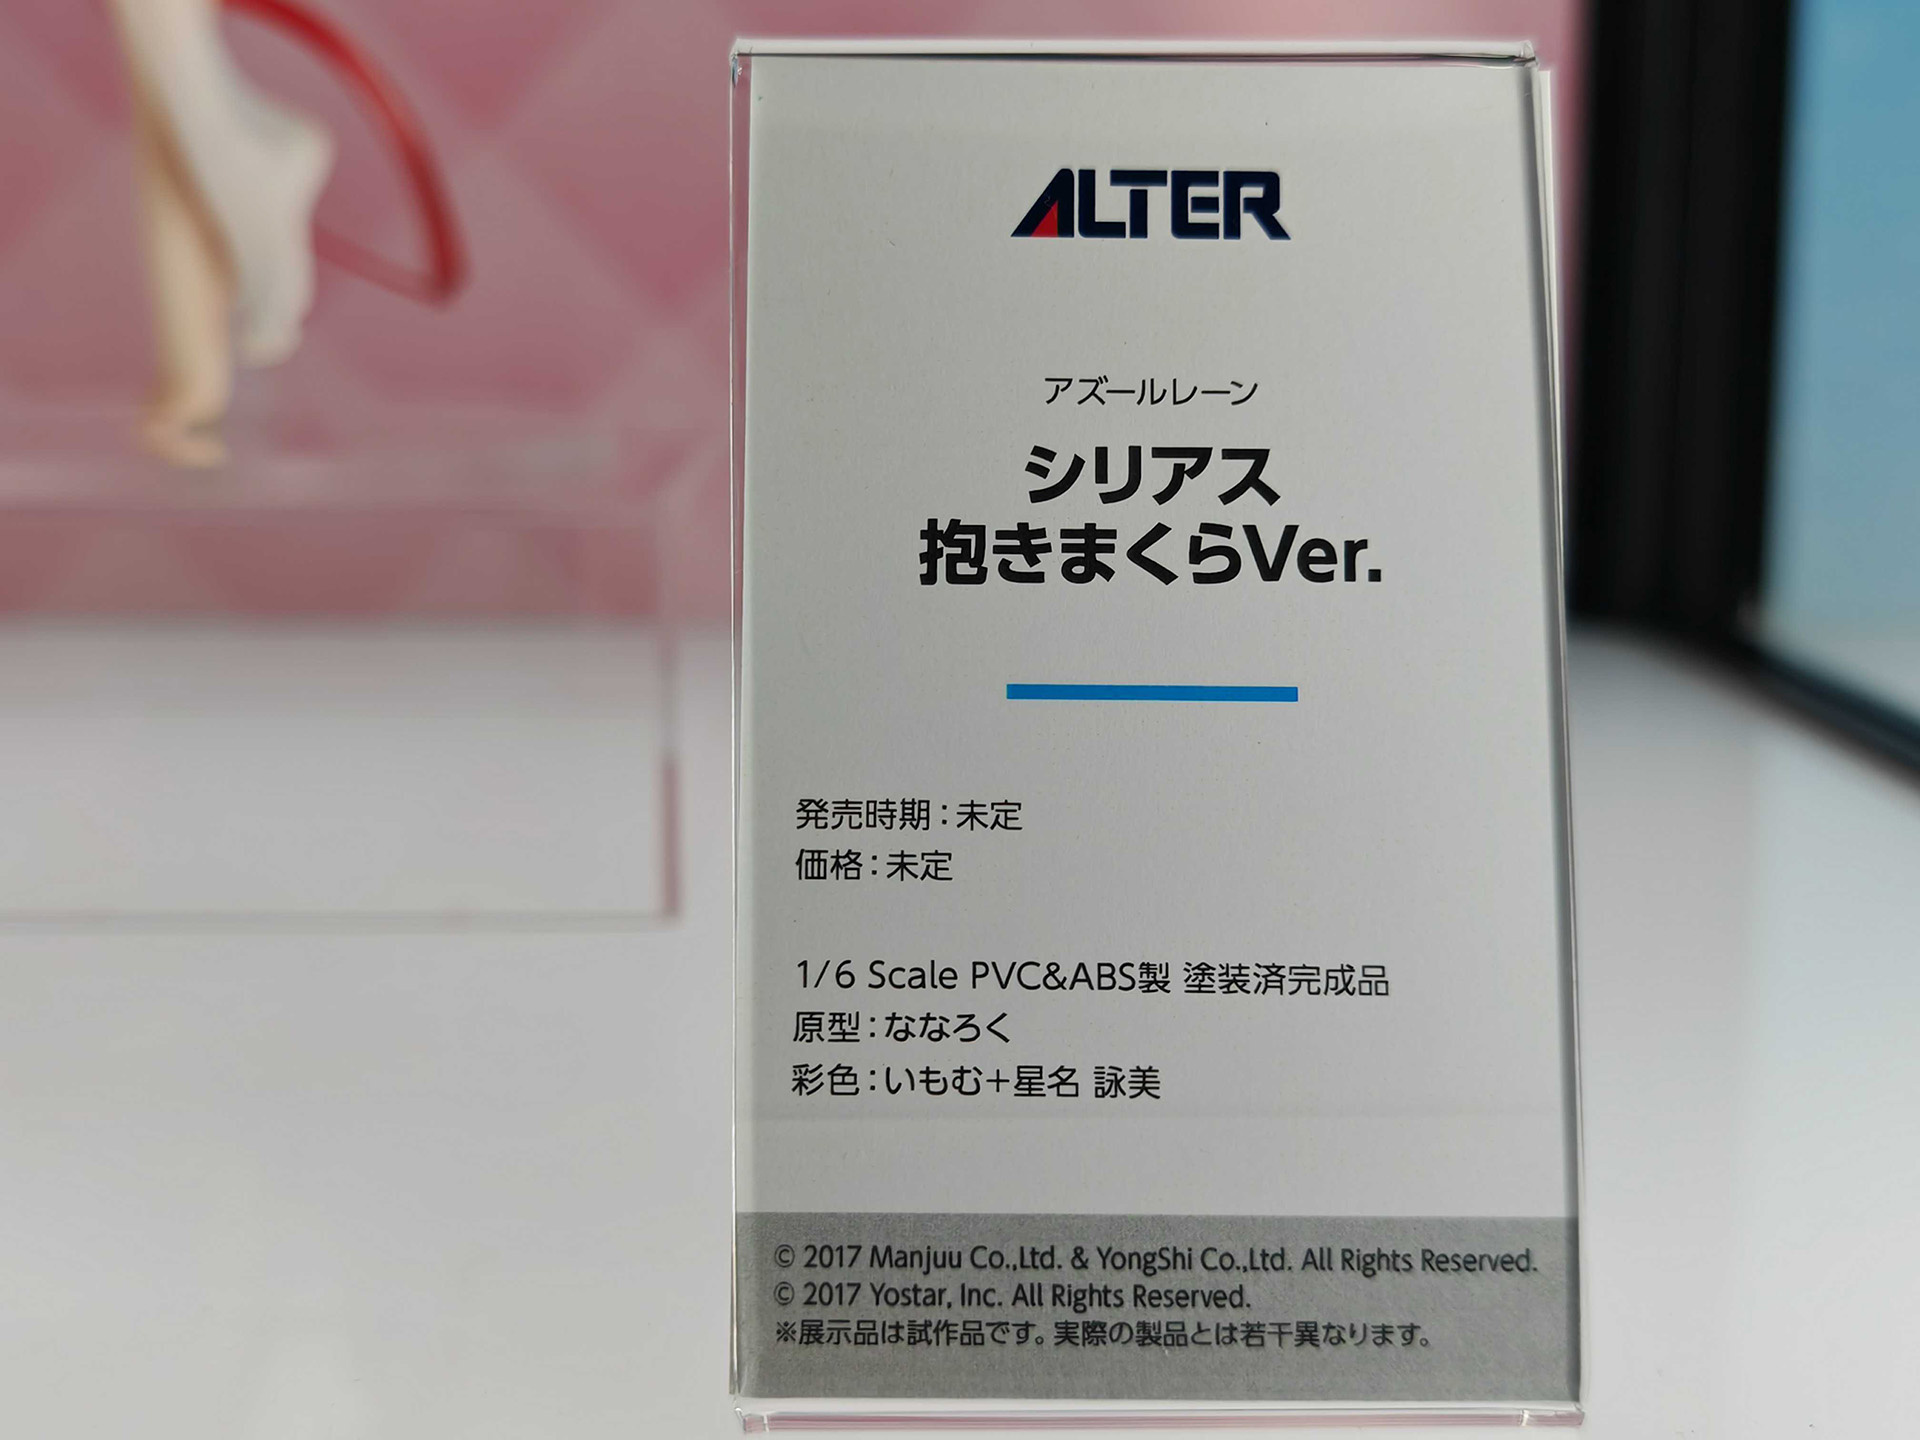 ALTER
アズールレーン
シリアス
抱きまくらVer.
発売時期：未定
価格：未定
1/6 Scale PVC&ABS製 塗装済完成品
原型：ななろく
彩色：いもむ+星名 詠美
© 2017 Manjuu Co.,Ltd. & YongShi Co.,Ltd. All Rights Reserved.
© 2017 Yostar, Inc. All Rights Reserved.
※展示品は試作品です。実際の製品とは若干異なります。